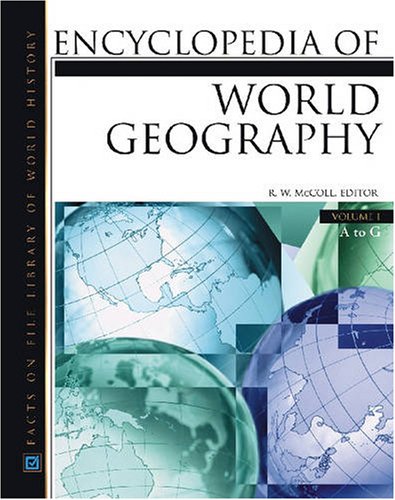 ENCYCLOPEDIA OF
WORLD
GEOGRAPHY
R. W. McCOLL, EDITOR
VOLUME I
A to G
FACTS ON FILE LIBRARY OF WORLD HISTORY